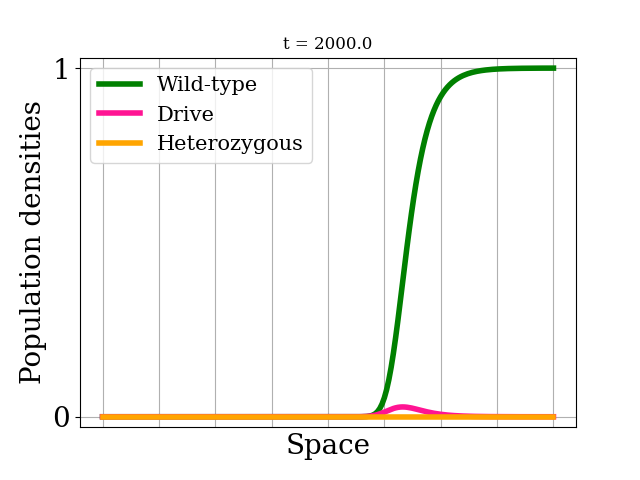 t = 2000.0
1
Wild-type
Drive
Heterozygous
Population densities
0
Space